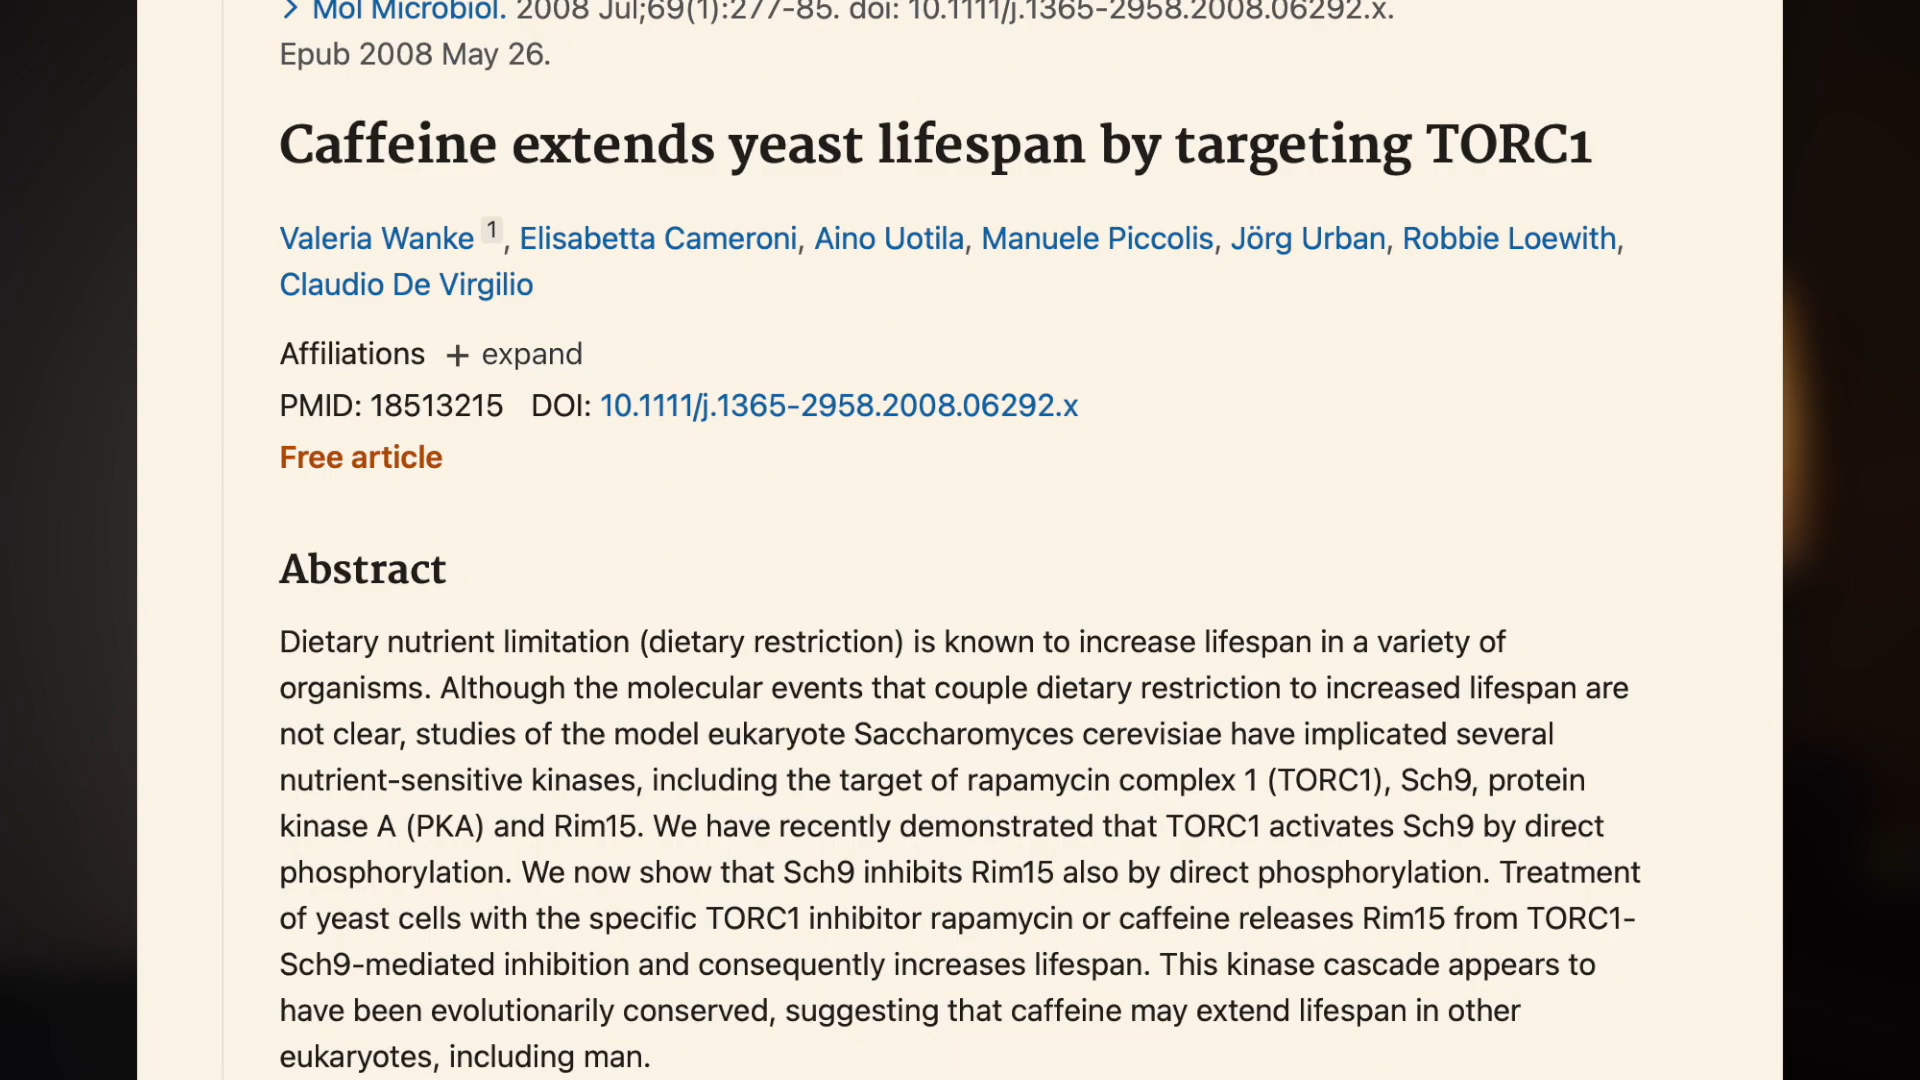 > Mol Microbiol. 2008 Jul;69(1):277-85. doi: 10.1111/j.1365-2958.2008.06292.x.
Epub 2008 May 26.
Caffeine extends yeast lifespan by targeting TORC1
Valeria Wanke 1, Elisabetta Cameroni, Aino Uotila, Manuele Piccolis, Jörg Urban, Robbie Loewith,
Claudio De Virgilio
Affiliations + expand
PMID: 18513215 DOI: 10.1111/j.1365-2958.2008.06292.x
Free article
Abstract
Dietary nutrient limitation (dietary restriction) is known to increase lifespan in a variety of
organisms. Although the molecular events that couple dietary restriction to increased lifespan are
not clear, studies of the model eukaryote Saccharomyces cerevisiae have implicated several
nutrient-sensitive kinases, including the target of rapamycin complex 1 (TORC1), Sch9, protein
kinase A (PKA) and Rim15. We have recently demonstrated that TORC1 activates Sch9 by direct
phosphorylation. We now show that Sch9 inhibits Rim15 also by direct phosphorylation. Treatment
of yeast cells with the specific TORC1 inhibitor rapamycin or caffeine releases Rim15 from TORC1-
Sch9-mediated inhibition and consequently increases lifespan. This kinase cascade appears to
have been evolutionarily conserved, suggesting that caffeine may extend lifespan in other
eukaryotes, including man.